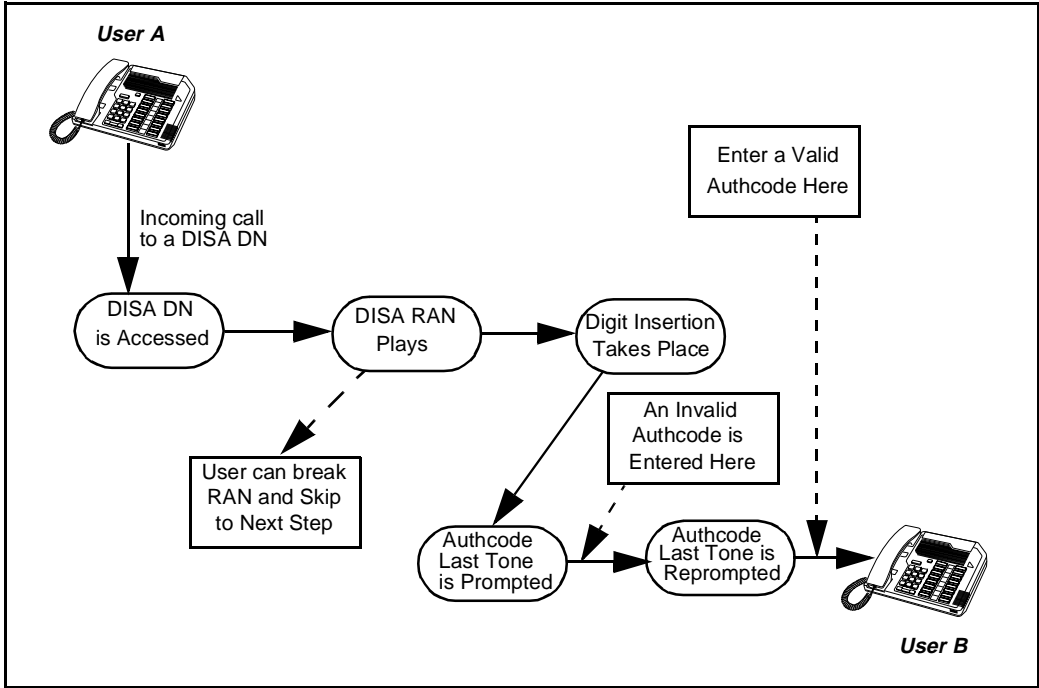 User A
Incoming call
to a DISA DN
Enter a Valid
Authcode Here
DISA DN
is Accessed
DISA RAN
Plays
Digit Insertion
Takes Place
User can break
RAN and Skip
to Next Step
An Invalid
Authcode is
Entered Here
Authcode
Last Tone
is Prompted
Authcode
Last Tone is
Reprompted
User B